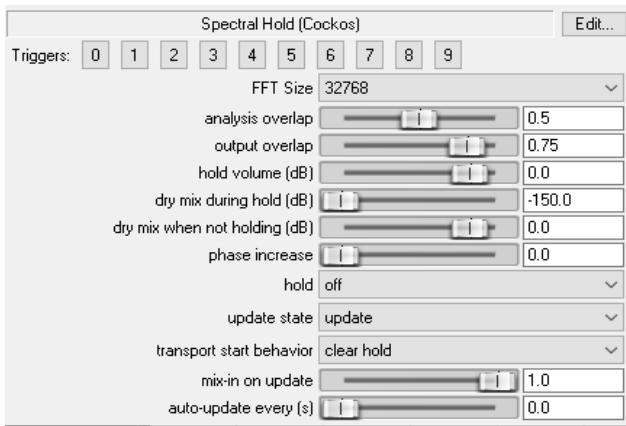 Spectral Hold (Cockos) Edit...
Triggers: 0 1 2 3 4 5 6 7 8 9
FFT Size 32768
analysis overlap 0.5
output overlap 0.75
hold volume (dB) 0.0
dry mix during hold (dB) -150.0
dry mix when not holding (dB) 0.0
phase increase 0.0
hold off
update state update
transport start behavior clear hold
mix-in on update 1.0
auto-update every (s) 0.0